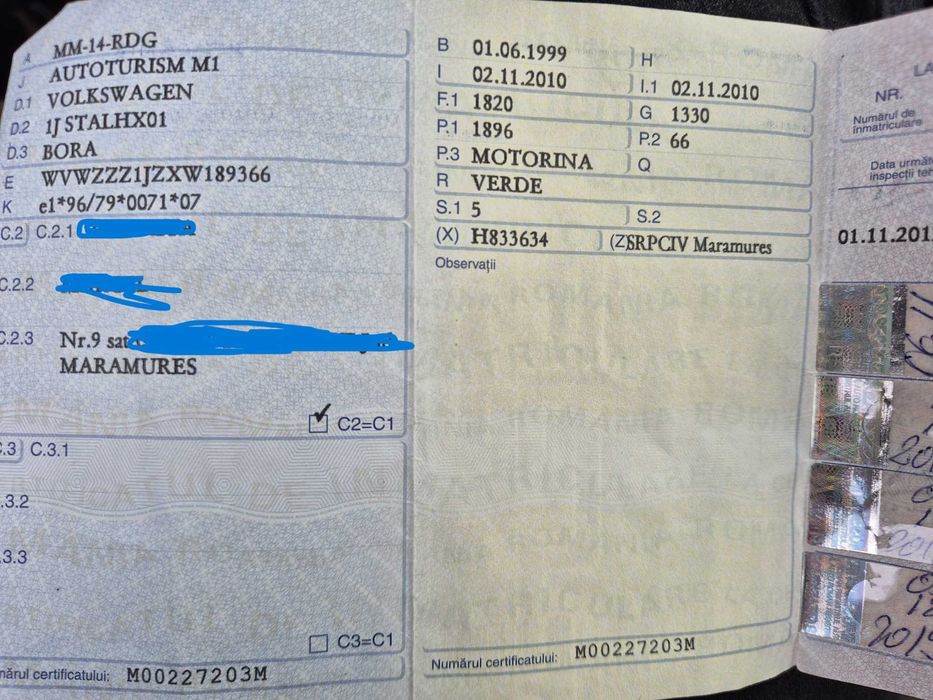 A MM-14-RDG
J AUTOTURISM M1
D.1 VOLKSWAGEN
D.2 1J STALHX01
D.3 BORA
E WVWZZZ1JZXW189366
K e1*96/79*0071*07
C.2 C.2.1
C.2.2
C.2.3 Nr.9 sat
MARAMURES
C2=C1
C.3 C.3.1
.3.2
.3.3
C3=C1
nărul certificatului: M00227203M
B 01.06.1999 H
I 02.11.2010 I.1 02.11.2010
F.1 1820 G 1330
P.1 1896 P.2 66
P.3 MOTORINA Q
R VERDE
S.1 5 S.2
(X) H833634 (Z)SRPCIV Maramures
Observații
Numărul certificatului: M00227203M
LA
NR.
Numărul de
înmatriculare
Data următo
inspecții teh
01.11.201